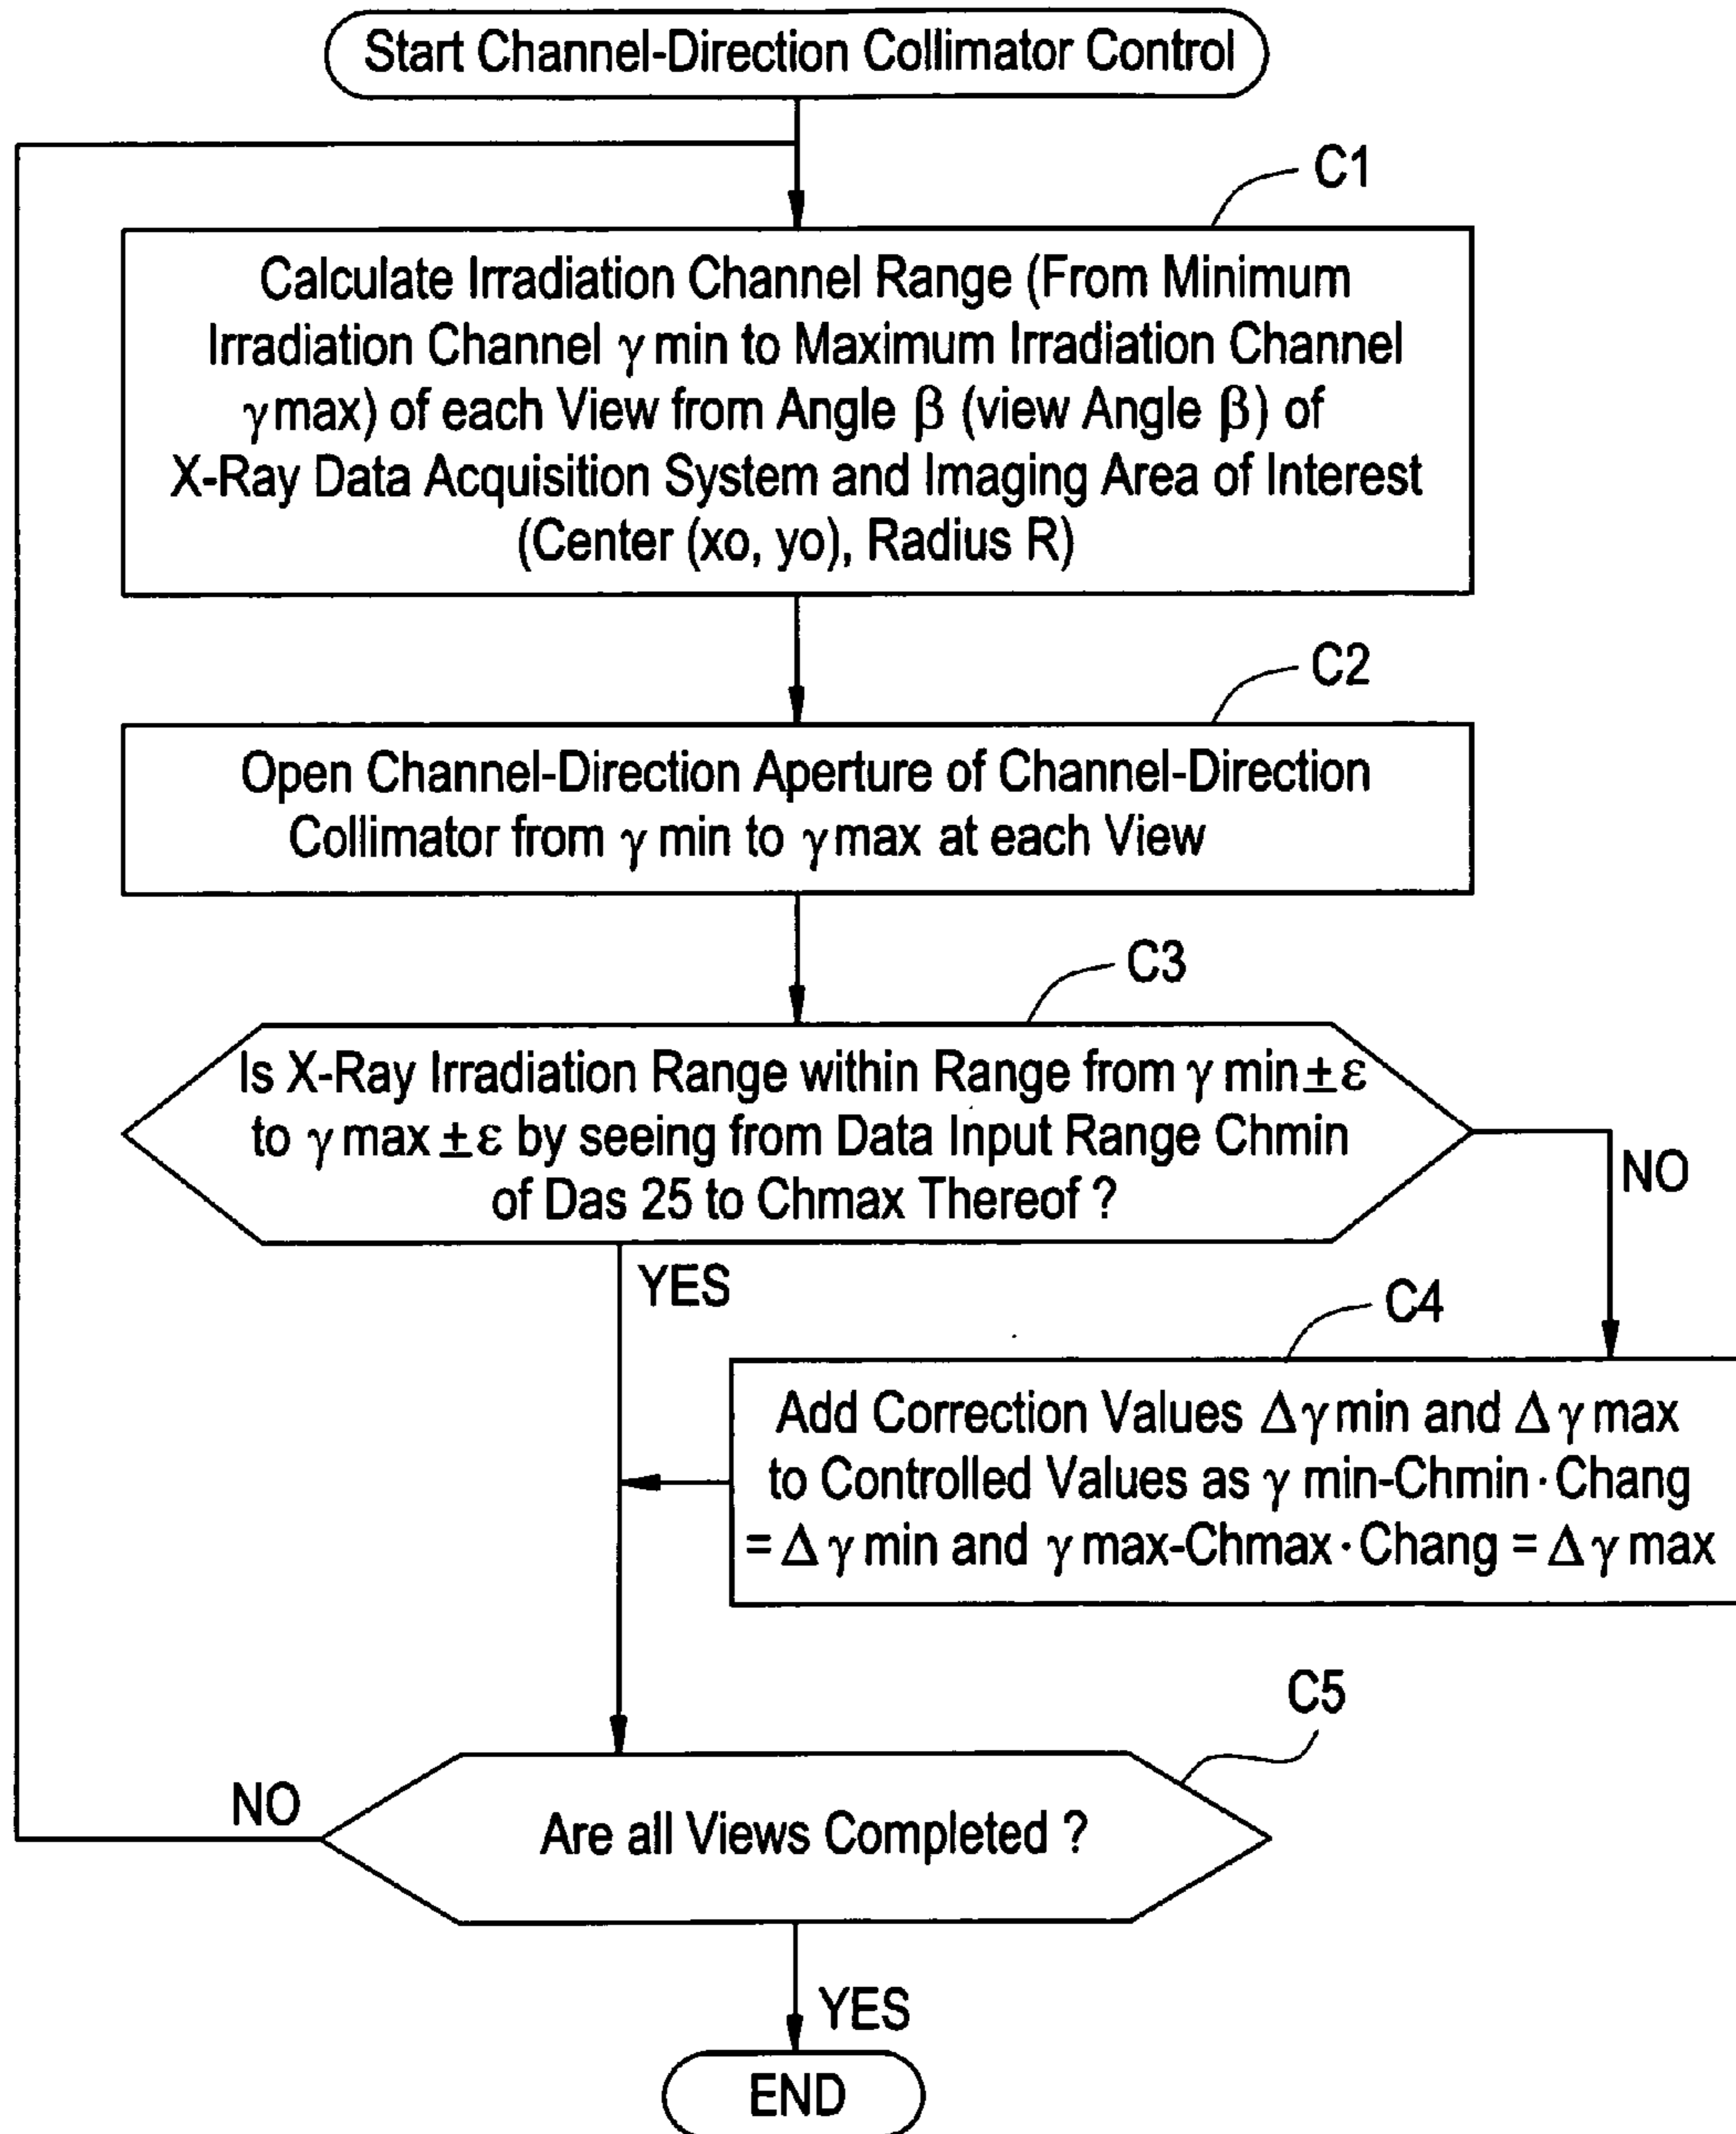 Start Channel-Direction Collimator Control
C1
Calculate Irradiation Channel Range (From Minimum
Irradiation Channel γ min to Maximum Irradiation Channel
γ max) of each View from Angle β (view Angle β) of
X-Ray Data Acquisition System and Imaging Area of Interest
(Center (xo, yo), Radius R)
C2
Open Channel-Direction Aperture of Channel-Direction
Collimator from γ min to γ max at each View
C3
Is X-Ray Irradiation Range within Range from γ min±ε
to γ max ±ε by seeing from Data Input Range Chmin
of Das 25 to Chmax Thereof ?
NO
YES
C4
Add Correction Values Δγ min and Δγ max
to Controlled Values as γ min-Chmin·Chang
= Δγ min and γ max-Chmax·Chang = Δγ max
C5
NO
Are all Views Completed ?
YES
END